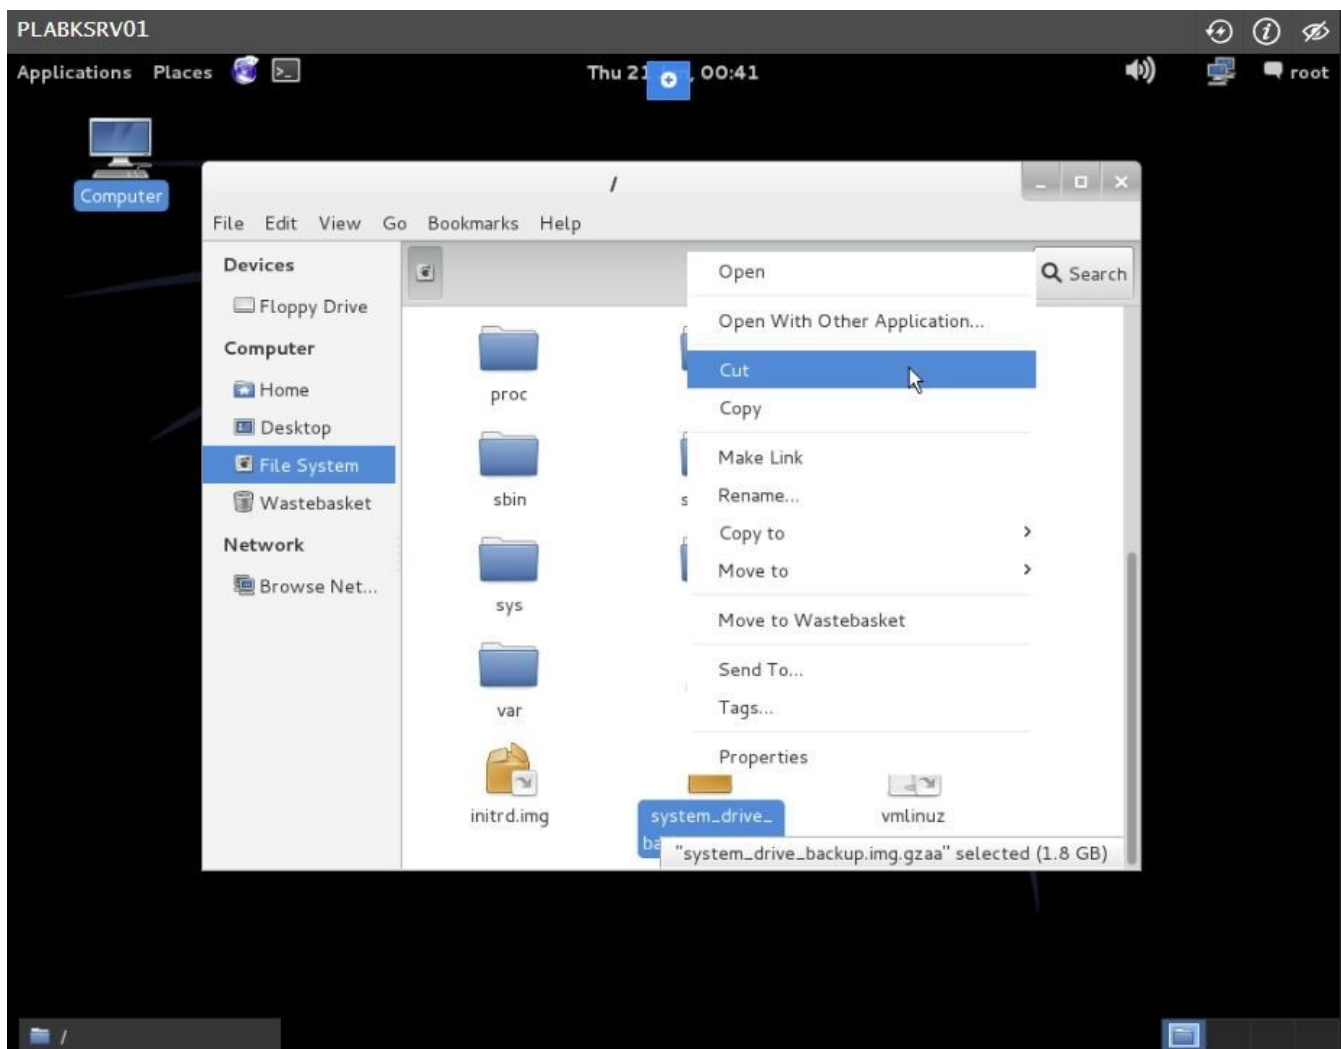 PLABKSRV01
Applications Places
Thu 21 , 00:41
root
Computer
/
File Edit View Go Bookmarks Help
Devices
Floppy Drive
Computer
Home
Desktop
File System
Wastebasket
Network
Browse Net...
Search
proc
sbin
s
sys
var
initrd.img
system_drive_
ba
vmlinuz
Open
Open With Other Application...
Cut
Copy
Make Link
Rename...
Copy to
Move to
Move to Wastebasket
Send To...
Tags...
Properties
"system_drive_backup.img.gzaa" selected (1.8 GB)
/